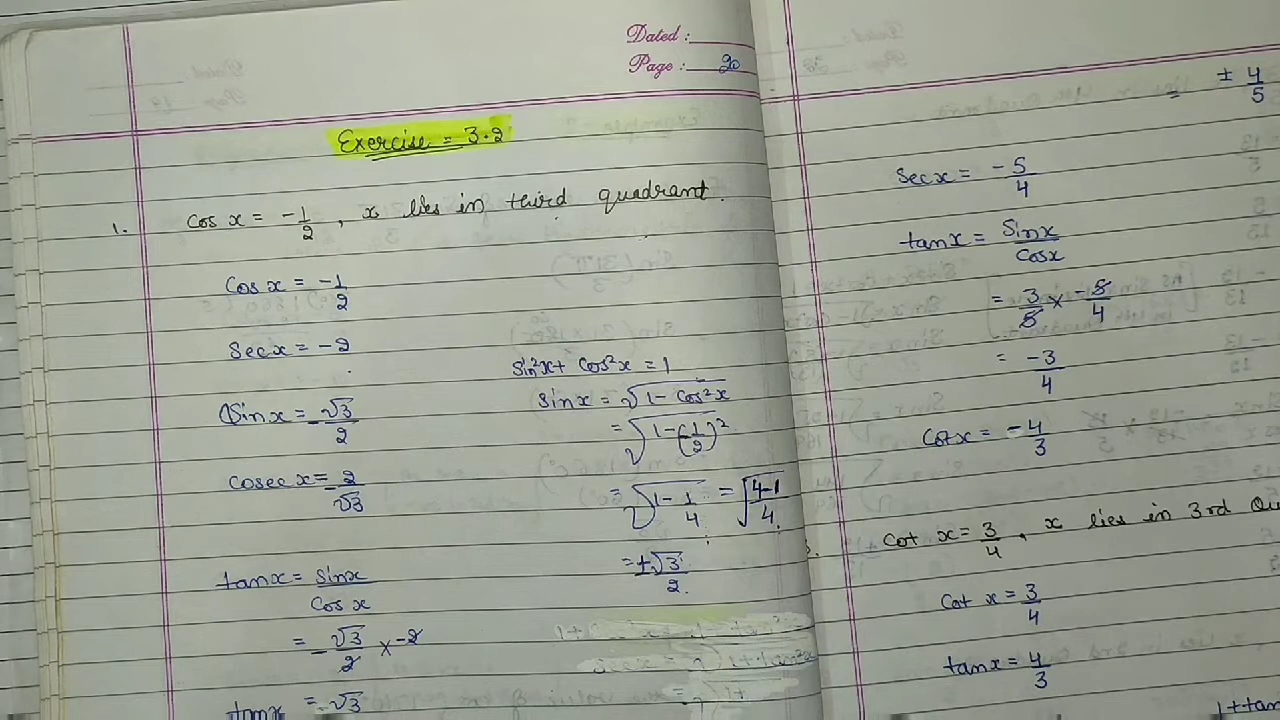 Dated :
Page : 20
Exercise = 3.2
1. cos x = -1/2 , x lies in third quadrant.
cos x = -1/2
sec x = -2
sin x = -√3/2
cosec x = -2/√3
tan x = sin x/cos x
= -√3/2 × -2
tan x = √3
sin²x + cos²x = 1
sin x = √1 - cos²x
= √1-(-1/2)²
= √1-1/4 = √4-1/4
= ±√3/2.
= ± 4/5
sec x = -5/4
tan x = sin x/cos x
= 3/5 × -5/4
= -3/4
cot x = -4/3
3. cot x = 3/4 , x lies in 3rd Qu
cot x = 3/4
tan x = 4/3
1+tan